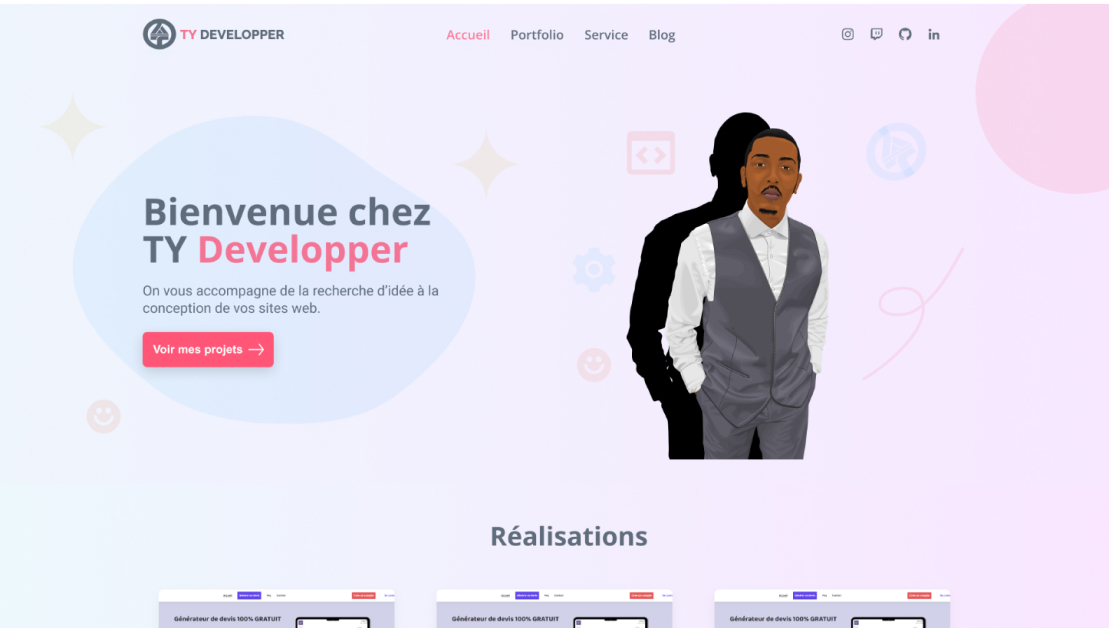 TY DEVELOPPER
Accueil Portfolio Service Blog
Bienvenue chez
TY Developper
On vous accompagne de la recherche d’idée à la
conception de vos sites web.
Voir mes projets
Réalisations
Générateur de devis 100% GRATUIT
Générateur de devis 100% GRATUIT
Générateur de devis 100% GRATUIT